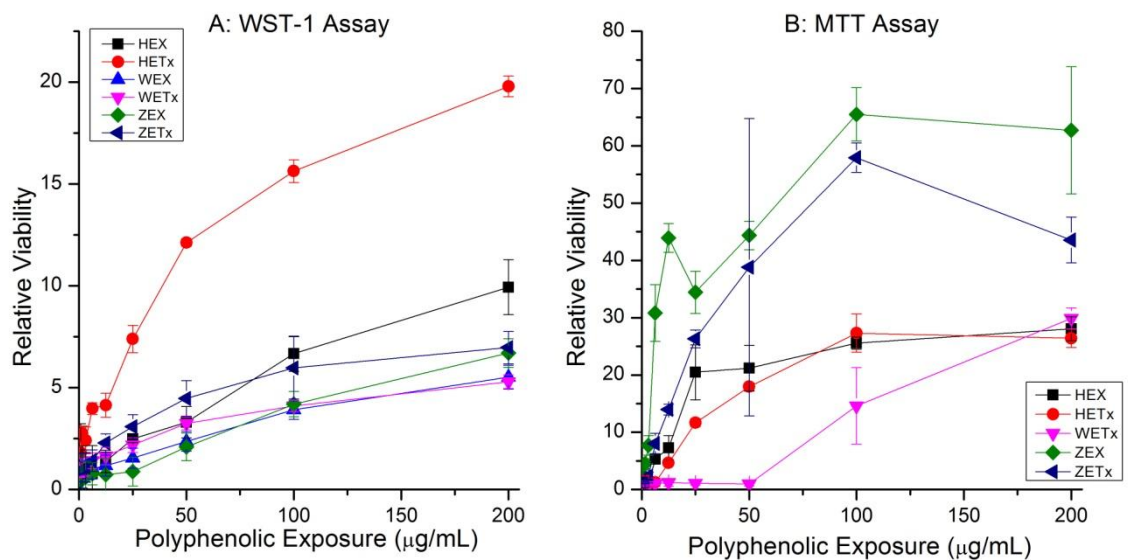 A: WST-1 Assay
HEX
HETx
WEX
WETx
ZEX
ZETx
Relative Viability
20
15
10
5
0
0 50 100 150 200
Polyphenolic Exposure (μg/mL)
B: MTT Assay
Relative Viability
80
70
60
50
40
30
20
10
0
HEX
HETx
WETx
ZEX
ZETx
0 50 100 150 200
Polyphenolic Exposure (μg/mL)